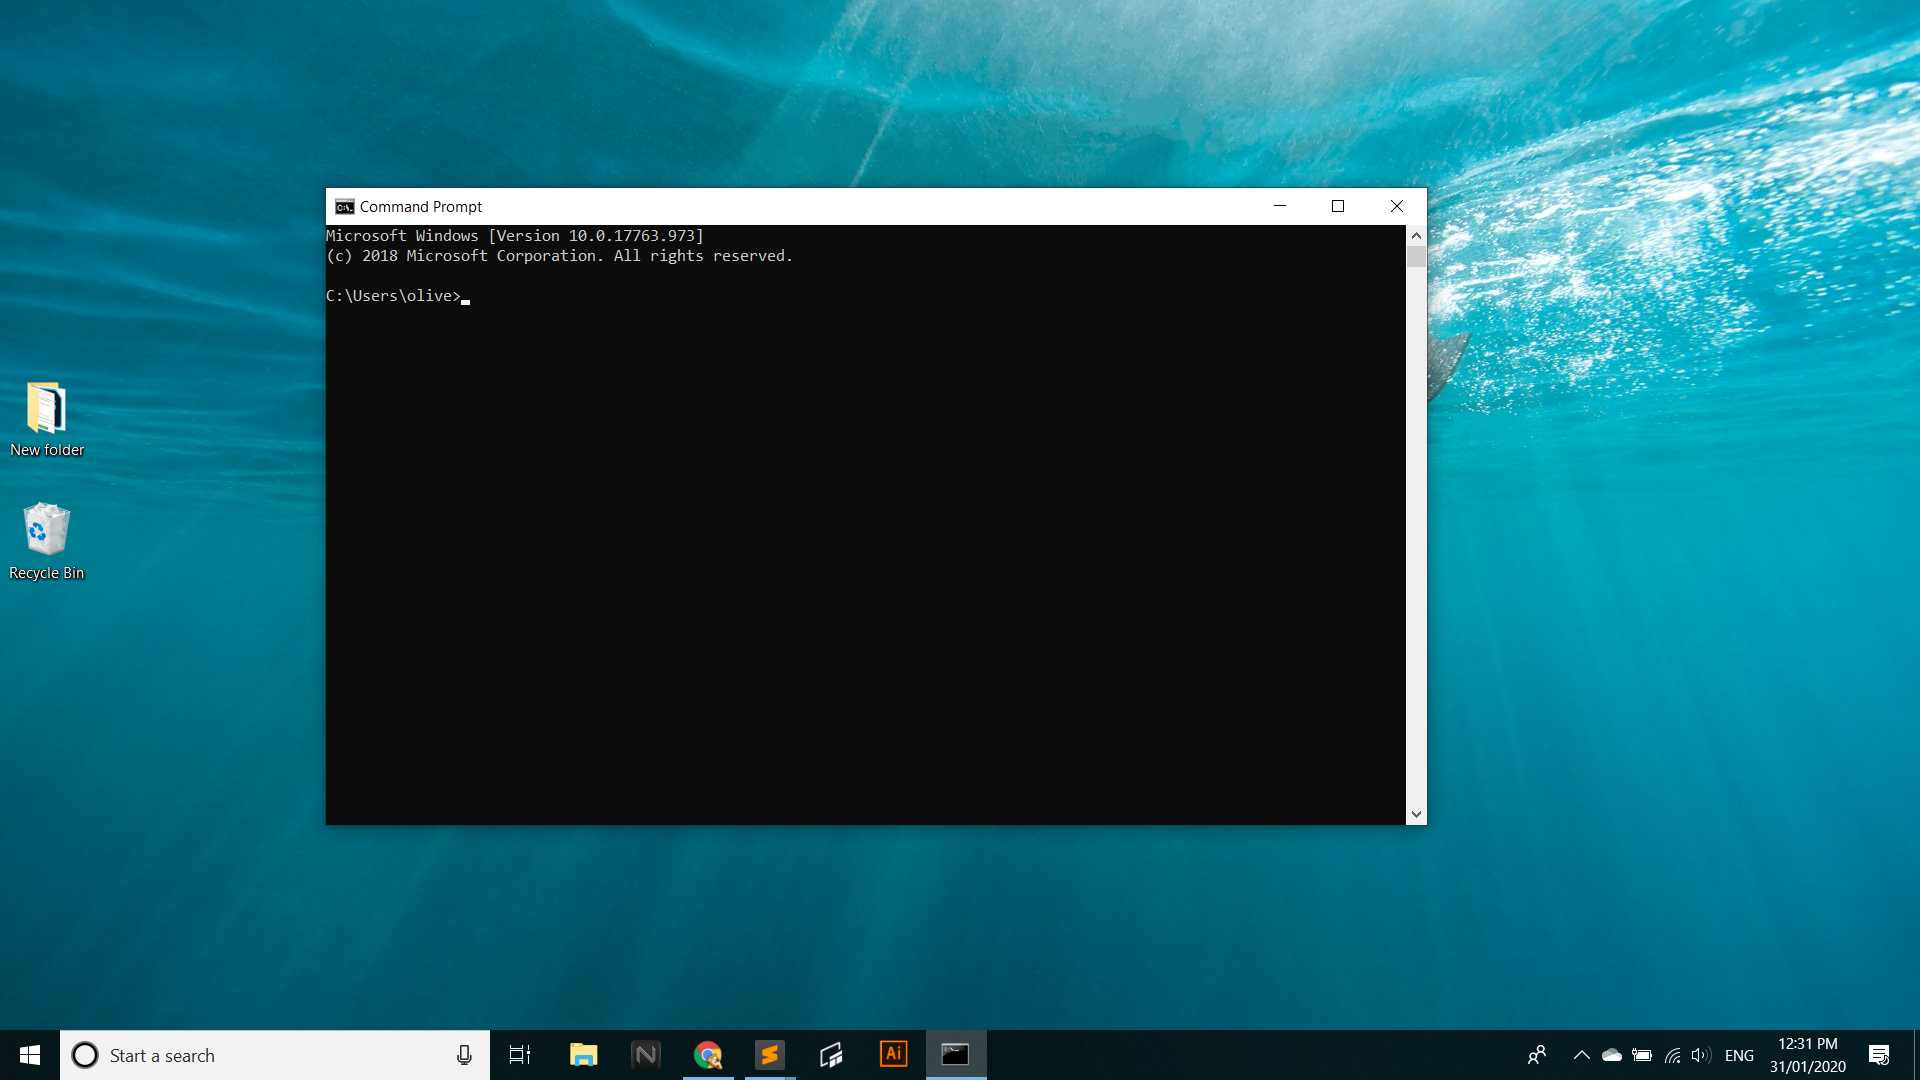 Command Prompt
Microsoft Windows [Version 10.0.17763.973]
(c) 2018 Microsoft Corporation. All rights reserved.
C:\Users\olive>
New folder
Recycle Bin
Start a search
Ai
ENG
12:31 PM
31/01/2020